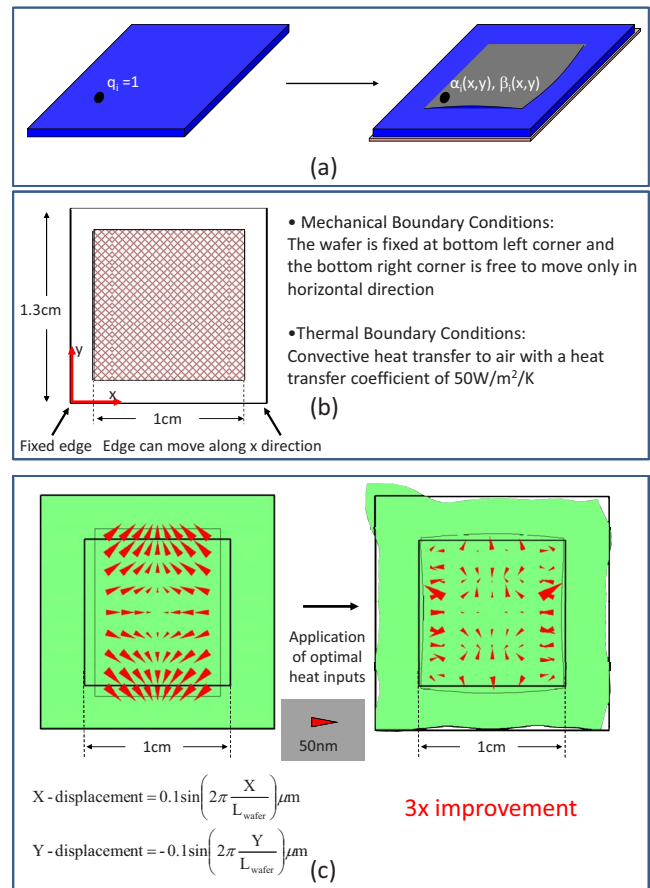 qi =1
αi(x,y), βi(x,y)
(a)
• Mechanical Boundary Conditions:
The wafer is fixed at bottom left corner and
the bottom right corner is free to move only in
horizontal direction
•Thermal Boundary Conditions:
Convective heat transfer to air with a heat
transfer coefficient of 50W/m²/K
1.3cm
y
x
1cm
(b)
Fixed edge
Edge can move along x direction
Application
of optimal
heat inputs
50nm
1cm
1cm
X - displacement = 0.1sin(2π X / L_wafer) μm
Y - displacement = - 0.1sin(2π Y / L_wafer) μm
3x improvement
(c)